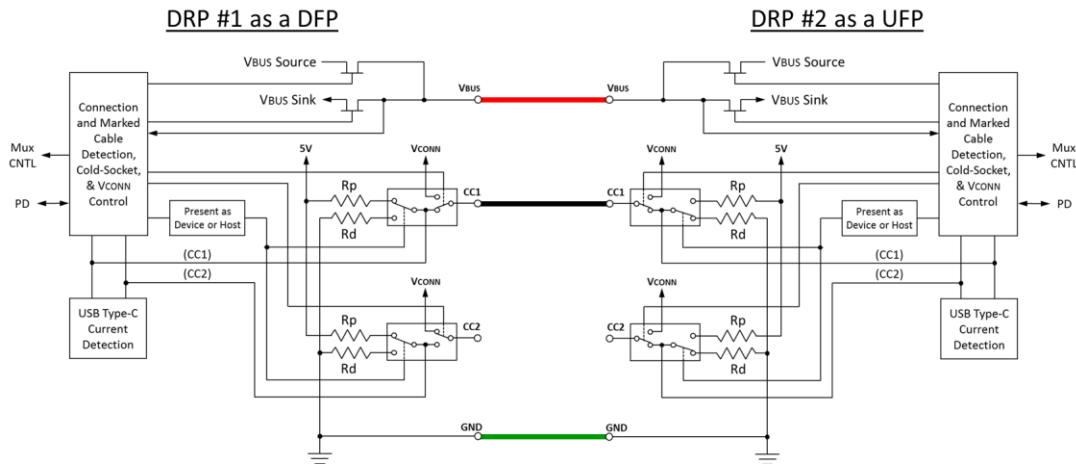 DRP #1 as a DFP
DRP #2 as a UFP
VBUS Source
VBUS Sink
Connection
and Marked
Cable
Detection,
Cold-Socket,
& VCONN
Control
Mux
CNTL
PD
Present as
Device or Host
(CC1)
(CC2)
USB Type-C
Current
Detection
5V
VCONN
Rp
Rd
CC1
VCONN
Rp
Rd
CC2
VBUS
GND
VBUS
GND
VBUS Source
VBUS Sink
VCONN
5V
CC1
Rp
Rd
VCONN
CC2
Rp
Rd
Connection
and Marked
Cable
Detection,
Cold-Socket,
& VCONN
Control
Mux
CNTL
PD
Present as
Device or Host
(CC1)
(CC2)
USB Type-C
Current
Detection